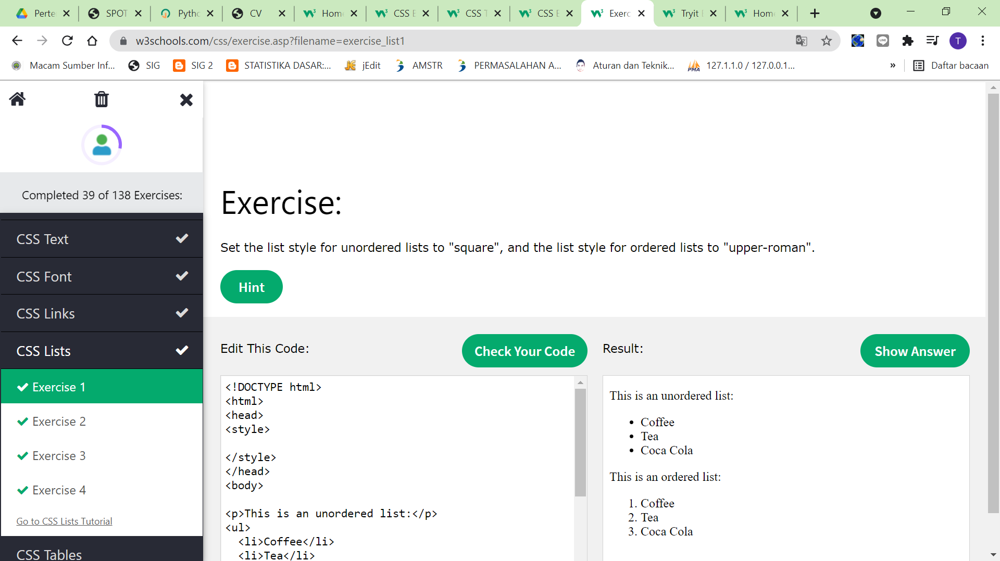 Perte
SPOT
Pytho
CV
Home
CSS E
CSS T
CSS E
Exerc
Tryit E
Home
w3schools.com/css/exercise.asp?filename=exercise_list1
T
Macam Sumber Inf...
SIG
SIG 2
STATISTIKA DASAR:...
jEdit
AMSTR
PERMASALAHAN A...
Aturan dan Teknik...
PMA
127.1.1.0 / 127.0.0.1...
»
Daftar bacaan
Completed 39 of 138 Exercises:
CSS Text
CSS Font
CSS Links
CSS Lists
Exercise 1
Exercise 2
Exercise 3
Exercise 4
Go to CSS Lists Tutorial
CSS Tables
Exercise:
Set the list style for unordered lists to "square", and the list style for ordered lists to "upper-roman".
Hint
Edit This Code:
Check Your Code
<!DOCTYPE html>
<html>
<head>
<style>
</style>
</head>
<body>
<p>This is an unordered list:</p>
<ul>
<li>Coffee</li>
<li>Tea</li>
Result:
Show Answer
This is an unordered list:
• Coffee
• Tea
• Coca Cola
This is an ordered list:
1. Coffee
2. Tea
3. Coca Cola